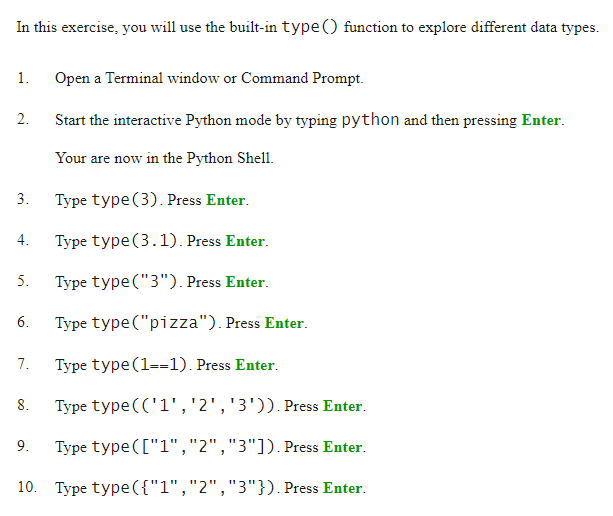 In this exercise, you will use the built-in type() function to explore different data types.
1. Open a Terminal window or Command Prompt.
2. Start the interactive Python mode by typing python and then pressing Enter.
Your are now in the Python Shell.
3. Type type(3). Press Enter.
4. Type type(3.1). Press Enter.
5. Type type("3"). Press Enter.
6. Type type("pizza"). Press Enter.
7. Type type(1==1). Press Enter.
8. Type type(('1','2','3')). Press Enter.
9. Type type(["1","2","3"]). Press Enter.
10. Type type({"1","2","3"}). Press Enter.